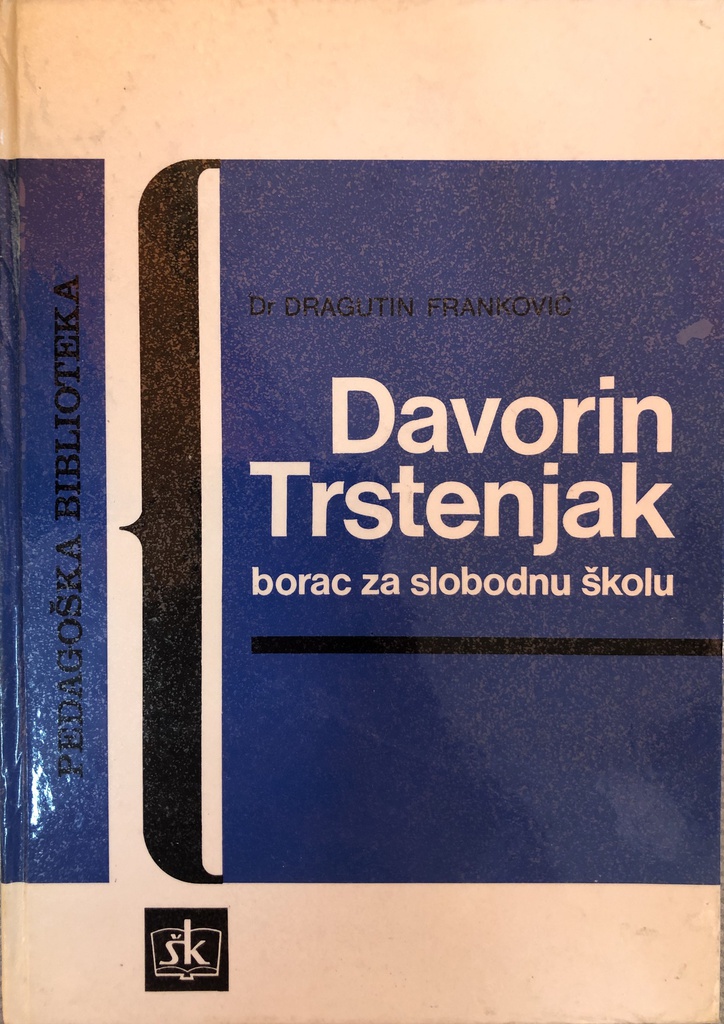 Dr DRAGUTIN FRANKOVIĆ
Davorin
Trstenjak
borac za slobodnu školu
PEDAGOŠKA BIBLIOTEKA
šk